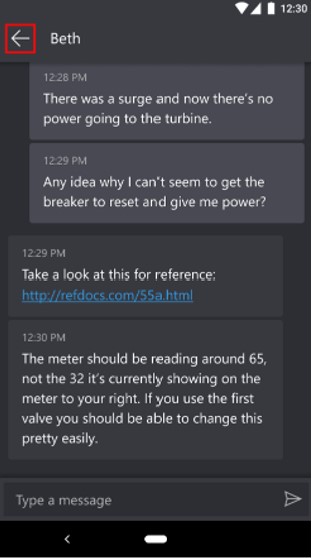 12:30
Beth
12:28 PM
There was a surge and now there's no
power going to the turbine.
12:29 PM
Any idea why I can't seem to get the
breaker to reset and give me power?
12:29 PM
Take a look at this for reference:
http://refdocs.com/55a.html
12:30 PM
The meter should be reading around 65,
not the 32 it's currently showing on the
meter to your right. If you use the first
valve you should be able to change this
pretty easily.
Type a message